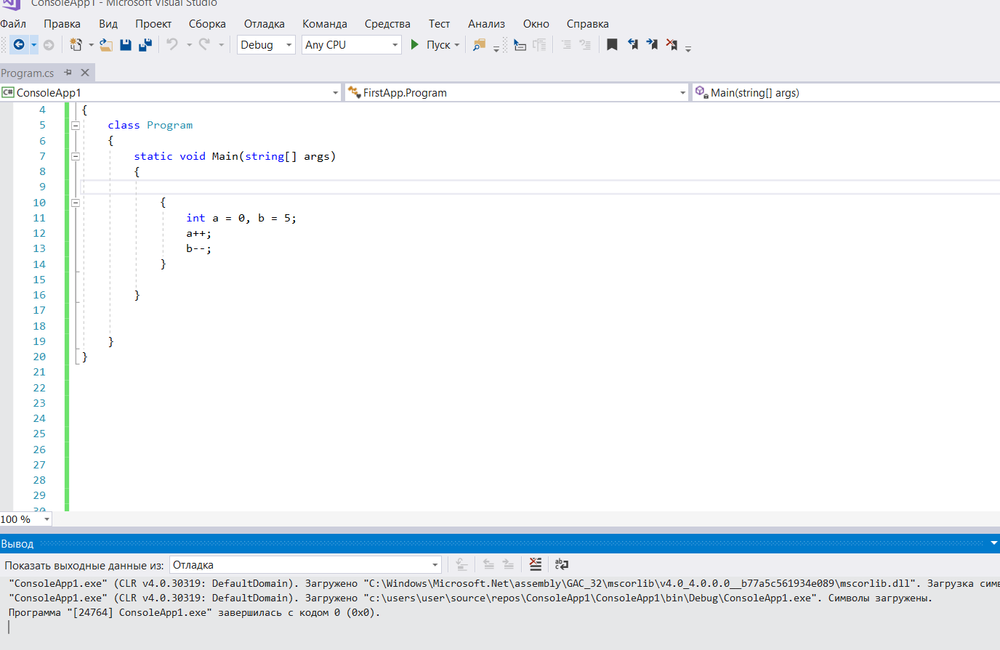 ConsoleApp1 - Microsoft Visual Studio
Файл Правка Вид Проект Сборка Отладка Команда Средства Тест Анализ Окно Справка
Debug Any CPU Пуск
Program.cs
C# ConsoleApp1 FirstApp.Program Main(string[] args)
4 {
5 class Program
6 {
7 static void Main(string[] args)
8 {
9
10 {
11 int a = 0, b = 5;
12 a++;
13 b--;
14 }
15
16 }
17
18
19 }
20 }
21
22
23
24
25
26
27
28
29
30
100 %
Вывод
Показать выходные данные из: Отладка
"ConsoleApp1.exe" (CLR v4.0.30319: DefaultDomain). Загружено "C:\Windows\Microsoft.Net\assembly\GAC_32\mscorlib\v4.0_4.0.0.0__b77a5c561934e089\mscorlib.dll". Загрузка сим
"ConsoleApp1.exe" (CLR v4.0.30319: DefaultDomain). Загружено "c:\users\user\source\repos\ConsoleApp1\ConsoleApp1\bin\Debug\ConsoleApp1.exe". Символы загружены.
Программа "[24764] ConsoleApp1.exe" завершилась с кодом 0 (0x0).